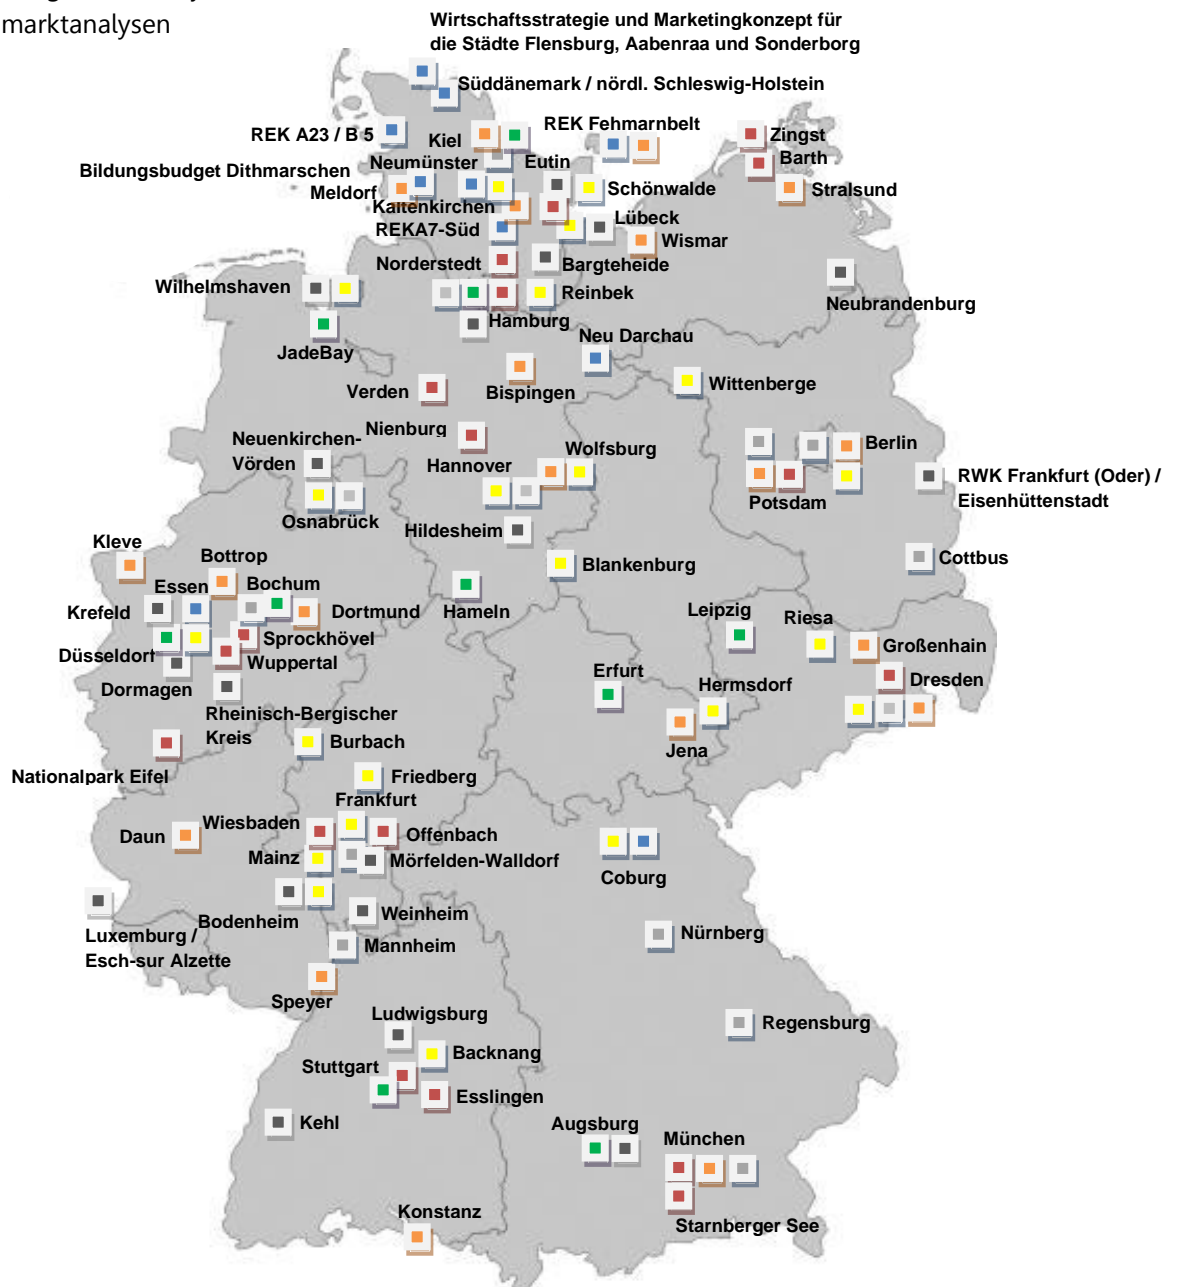 marktanalysen
Wirtschaftsstrategie und Marketingkonzept für
die Städte Flensburg, Aabenraa und Sonderborg
Süddänemark / nördl. Schleswig-Holstein
REK A23 / B 5
Kiel
REK Fehmarnbelt
Zingst
Neumünster
Eutin
Barth
Bildungsbudget Dithmarschen
Meldorf
Schönwalde
Stralsund
Kaltenkirchen
Lübeck
REKA7-Süd
Wismar
Norderstedt
Bargteheide
Wilhelmshaven
Reinbek
Neubrandenburg
Hamburg
JadeBay
Neu Darchau
Verden
Bispingen
Wittenberge
Nienburg
Neuenkirchen-
Vörden
Hannover
Wolfsburg
Berlin
RWK Frankfurt (Oder) /
Eisenhüttenstadt
Potsdam
Osnabrück
Hildesheim
Kleve
Bottrop
Blankenburg
Cottbus
Essen
Bochum
Krefeld
Dortmund
Hameln
Leipzig
Riesa
Sprockhövel
Großenhain
Düsseldorf
Wuppertal
Erfurt
Dresden
Dormagen
Hermsdorf
Rheinisch-Bergischer
Kreis
Burbach
Jena
Nationalpark Eifel
Friedberg
Frankfurt
Daun
Wiesbaden
Offenbach
Mainz
Mörfelden-Walldorf
Coburg
Bodenheim
Weinheim
Luxemburg /
Esch-sur Alzette
Mannheim
Nürnberg
Speyer
Ludwigsburg
Regensburg
Backnang
Stuttgart
Esslingen
Kehl
Augsburg
München
Konstanz
Starnberger See